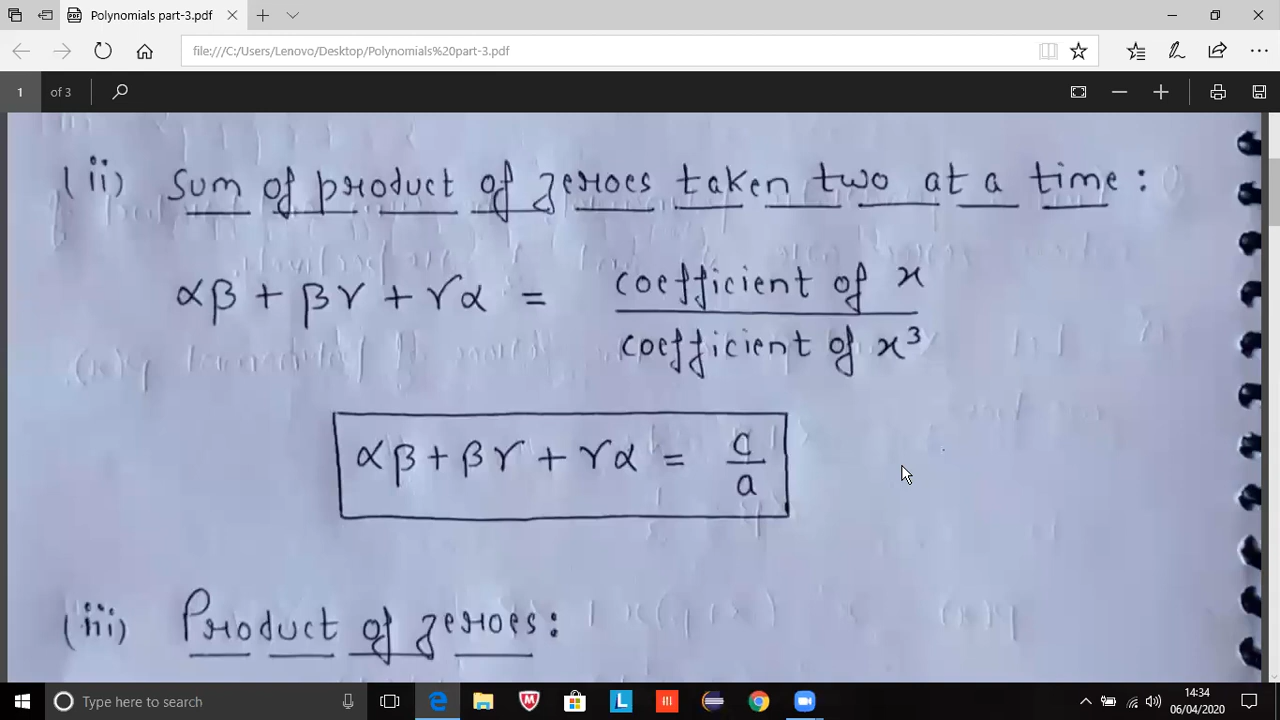 Polynomials part-3.pdf
file:///C:/Users/Lenovo/Desktop/Polynomials%20part-3.pdf
1 of 3
(ii) Sum of product of zeroes taken two at a time:
αβ + βγ + γα = coefficient of x
coefficient of x³
αβ + βγ + γα = c
a
(iii) Product of zeroes:
Type here to search
14:34
06/04/2020